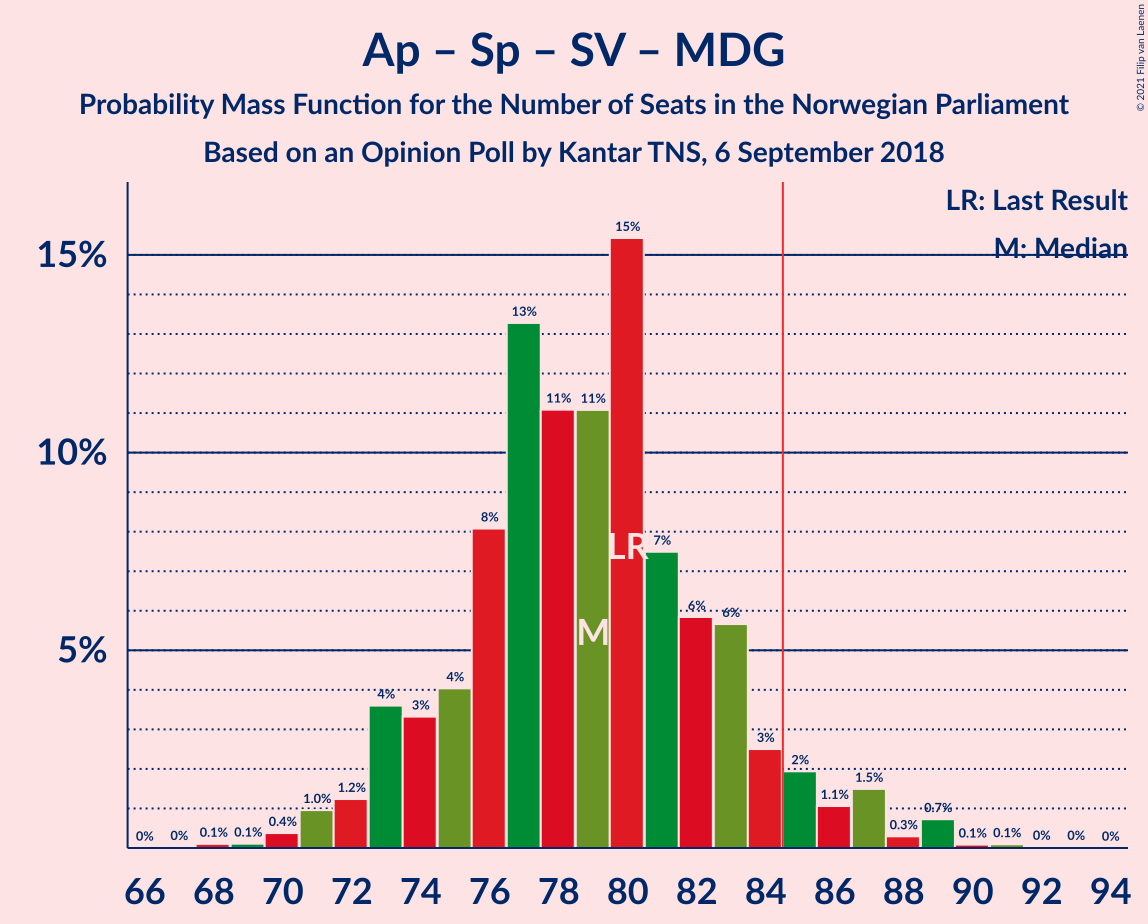 Ap – Sp – SV – MDG
Probability Mass Function for the Number of Seats in the Norwegian Parliament
Based on an Opinion Poll by Kantar TNS, 6 September 2018
© 2021 Filip van Laenen
LR: Last Result
M: Median
15%
10%
5%
0% 0% 0.1% 0.1% 0.4% 1.0% 1.2% 4% 3% 4% 8% 13% 11% 11% 15% 7% 6% 6% 3% 2% 1.1% 1.5% 0.3% 0.7% 0.1% 0.1% 0% 0% 0%
LR
M
66 68 70 72 74 76 78 80 82 84 86 88 90 92 94